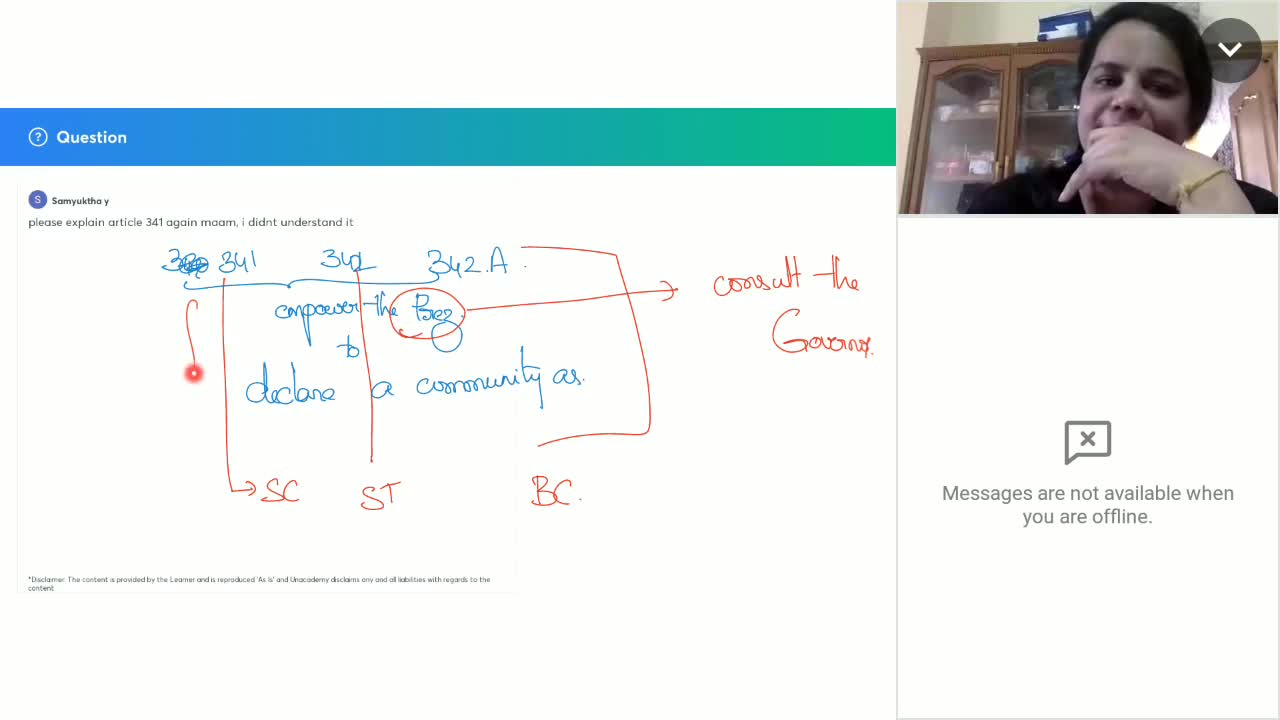 Question
S Samyuktha y
please explain article 341 again maam, i didnt understand it
341 342 342.A
empower the Prez.
to
declare a community as.
consult the
Governor.
SC ST BC.
*Disclaimer: The content is provided by the Learner and is reproduced 'As Is' and Unacademy disclaims any and all liabilities with regards to the
content
Messages are not available when
you are offline.